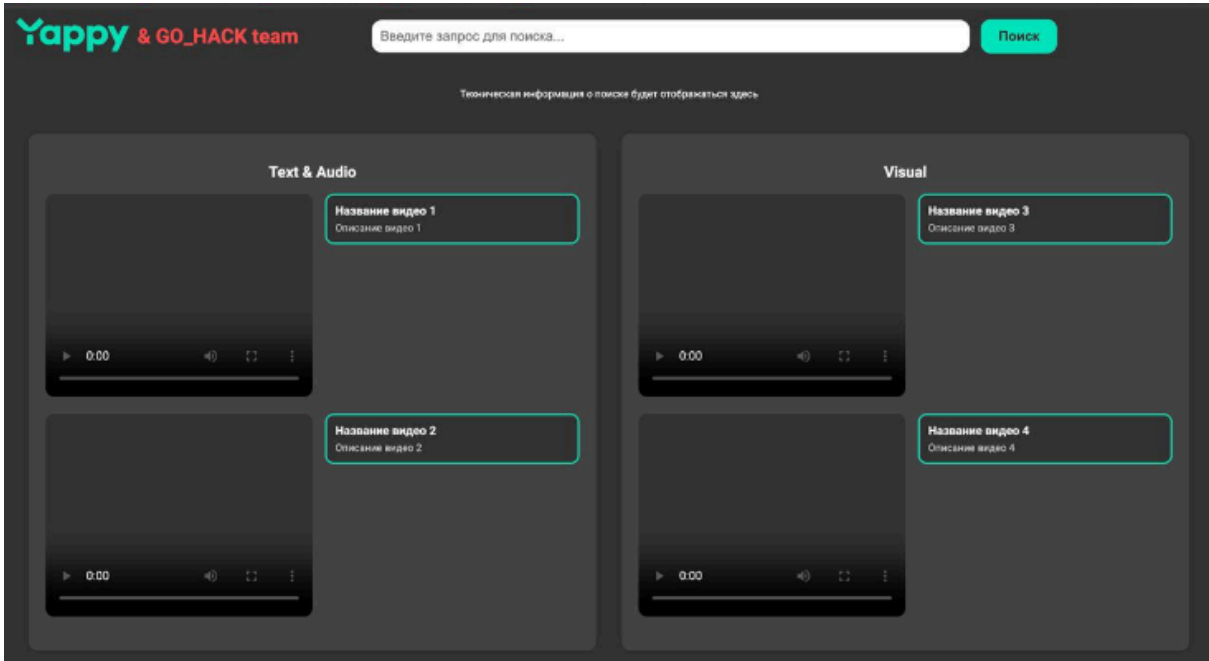 Yappy & GO_HACK team
Введите запрос для поиска...
Поиск
Техническая информация о поиске будет отображаться здесь
Text & Audio
Название видео 1
Описание видео 1
0:00
Название видео 2
Описание видео 2
0:00
Visual
Название видео 3
Описание видео 3
0:00
Название видео 4
Описание видео 4
0:00